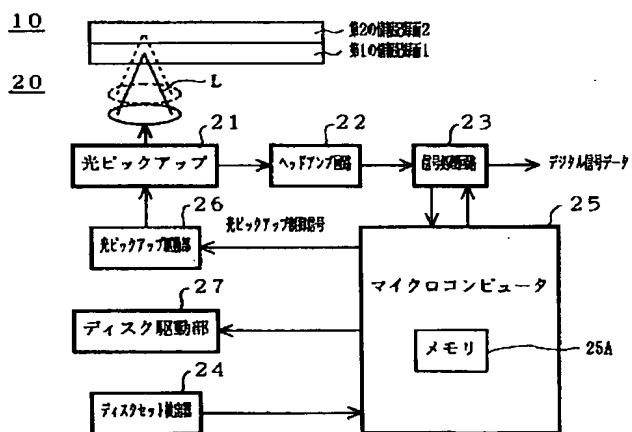 10
第2の情報記録面2
第1の情報記録面1
20
L
21
22
23
光ピックアップ
ヘッドアンプ回路
信号処理回路
デジタル信号データ
26
25
光ピックアップ駆動部
光ピックアップ制御信号
マイクロコンピュータ
27
ディスク駆動部
メモリ
25A
24
ディスクセット検出器